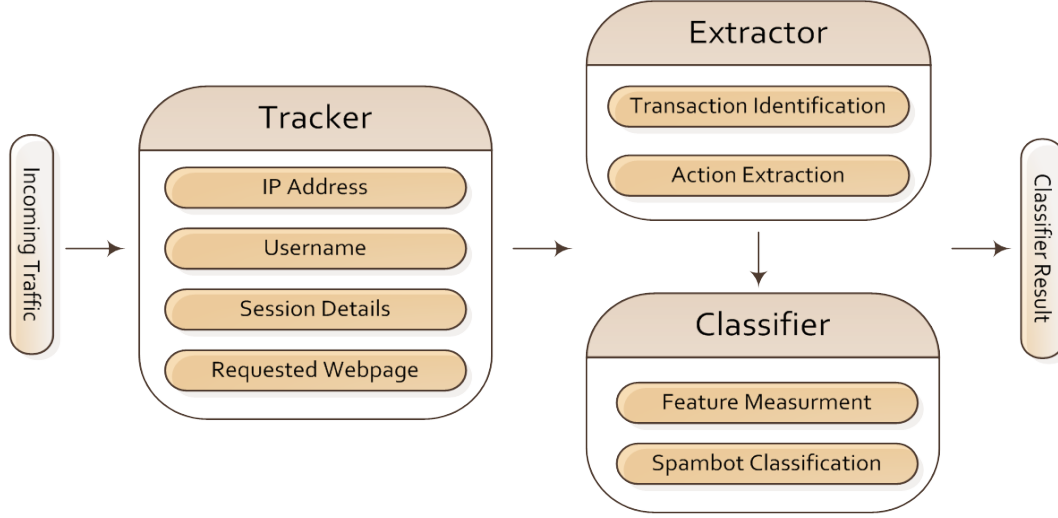 Incoming Traffic
Tracker
IP Address
Username
Session Details
Requested Webpage
Extractor
Transaction Identification
Action Extraction
Classifier
Feature Measurment
Spambot Classification
Classifier Result